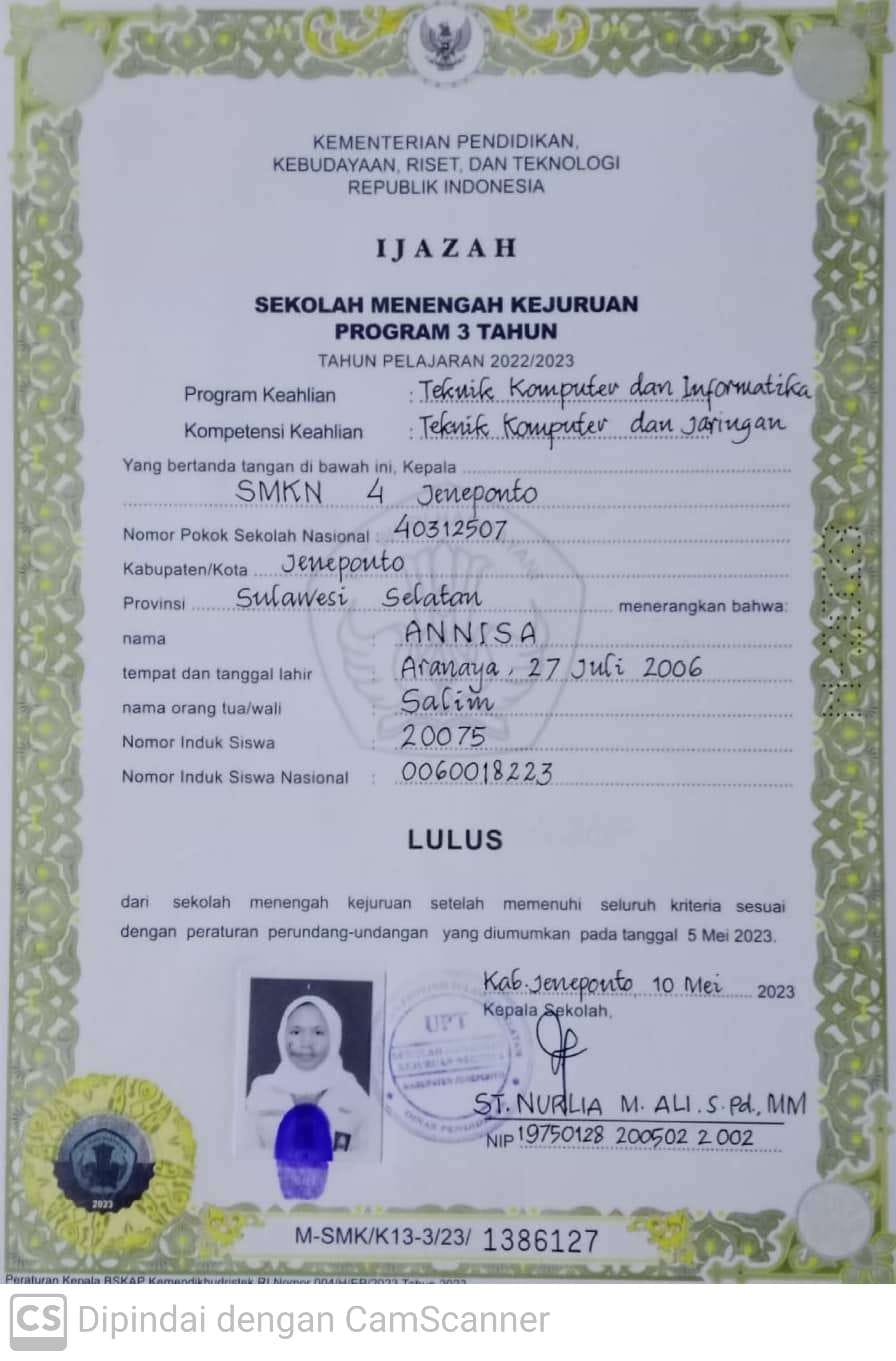 KEMENTERIAN PENDIDIKAN,
KEBUDAYAAN, RISET, DAN TEKNOLOGI
REPUBLIK INDONESIA
IJAZAH
SEKOLAH MENENGAH KEJURUAN
PROGRAM 3 TAHUN
TAHUN PELAJARAN 2022/2023
Program Keahlian : Teknik Komputer dan Informatika
Kompetensi Keahlian : Teknik Komputer dan Jaringan
Yang bertanda tangan di bawah ini, Kepala
SMKN 4 Jeneponto
Nomor Pokok Sekolah Nasional : 40312507
Kabupaten/Kota Jeneponto
Provinsi Sulawesi Selatan menerangkan bahwa:
nama : ANNISA
tempat dan tanggal lahir : Aranaya, 27 Juli 2006
nama orang tua/wali : Salim
Nomor Induk Siswa : 20075
Nomor Induk Siswa Nasional : 0060018223
LULUS
dari sekolah menengah kejuruan setelah memenuhi seluruh kriteria sesuai
dengan peraturan perundang-undangan yang diumumkan pada tanggal 5 Mei 2023.
Kab. Jeneponto, 10 Mei 2023
Kepala Sekolah,
UPT
ST. NURLIA M. ALI. S.Pd., MM
NIP 19750128 200502 2 002
2023
M-SMK/K13-3/23/ 1386127
Peraturan Kepala BSKAP Kemendikbudristek RI Nomor
CS Dipindai dengan CamScanner